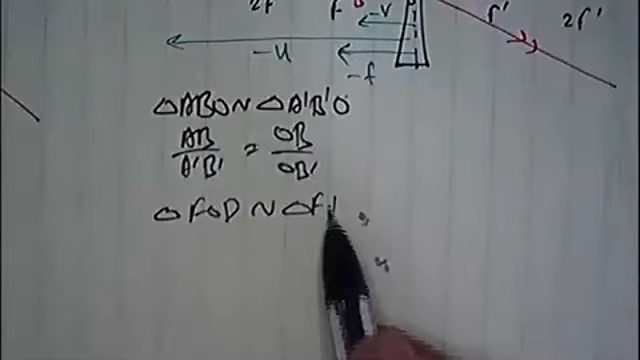 2F F B F' 2F'
-V
-U
-f
△ABO ~ △A'B'O
AB/A'B' = OB/OB'
△FOD ~ △F